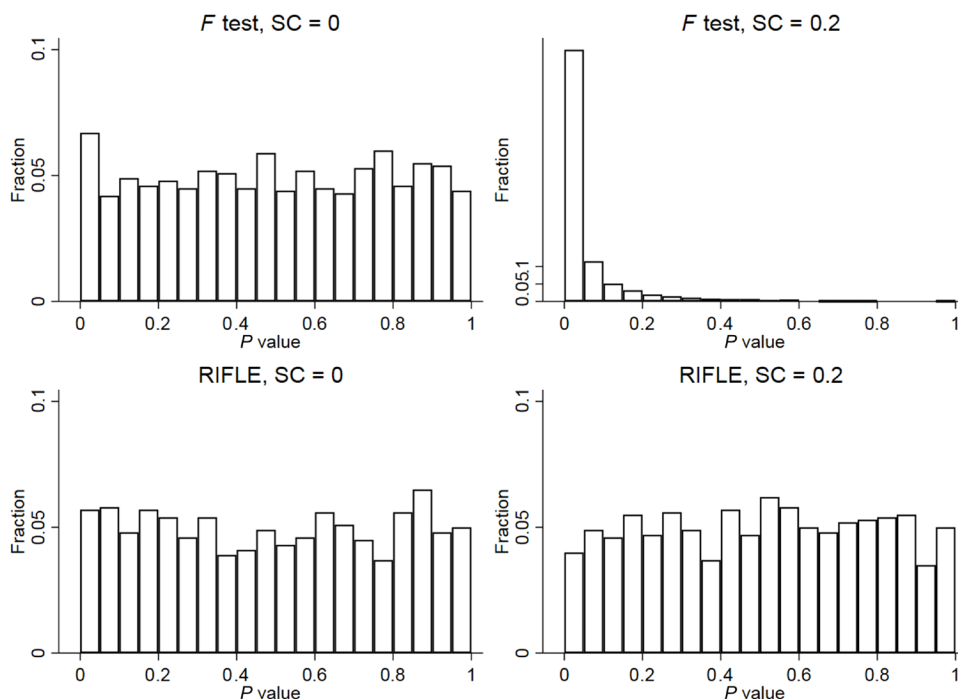 F test, SC = 0
0.1
0.05
0
Fraction
0 0.2 0.4 0.6 0.8 1
P value
F test, SC = 0.2
0.05.1
Fraction
0 0.2 0.4 0.6 0.8 1
P value
RIFLE, SC = 0
0.1
0.05
0
Fraction
0 0.2 0.4 0.6 0.8 1
P value
RIFLE, SC = 0.2
0.1
0.05
0
Fraction
0 0.2 0.4 0.6 0.8 1
P value